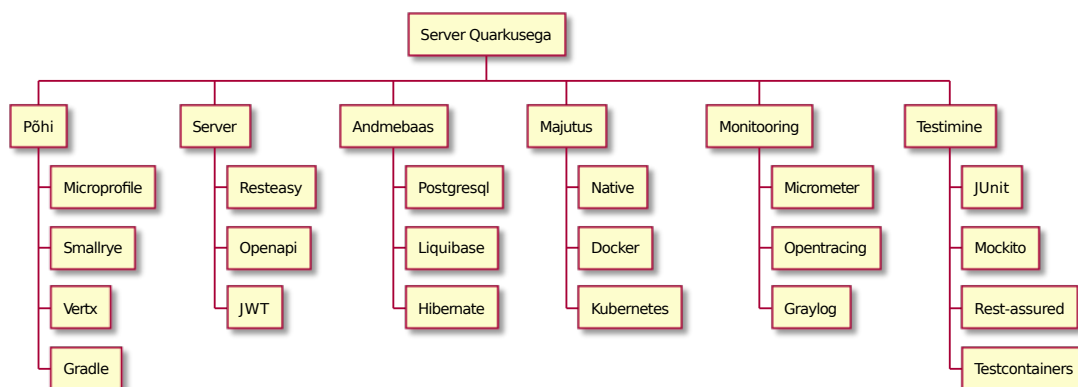 Server Quarkusega
Põhi
Server
Andmebaas
Majutus
Monitooring
Testimine
Microprofile
Resteasy
Postgresql
Native
Micrometer
JUnit
Smallrye
Openapi
Liquibase
Docker
Opentracing
Mockito
Vertx
JWT
Hibernate
Kubernetes
Graylog
Rest-assured
Gradle
Testcontainers